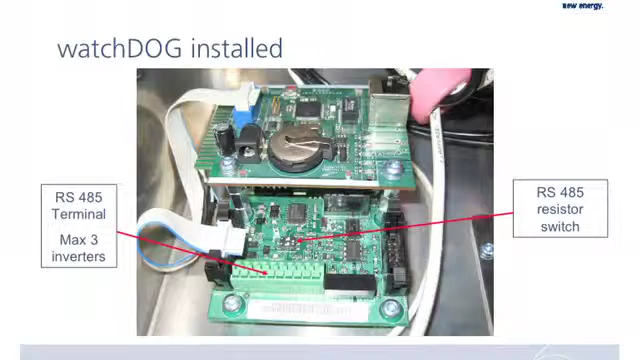 new energy.
watchDOG installed
RS 485
Terminal
Max 3
inverters
RS 485
resistor
switch